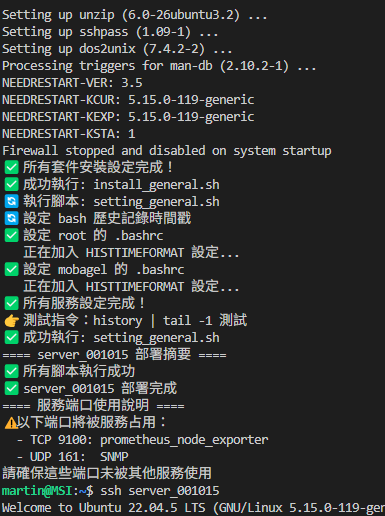 Setting up unzip (6.0-26ubuntu3.2) ...
Setting up sshpass (1.09-1) ...
Setting up dos2unix (7.4.2-2) ...
Processing triggers for man-db (2.10.2-1) ...
NEEDRESTART-VER: 3.5
NEEDRESTART-KCUR: 5.15.0-119-generic
NEEDRESTART-KEXP: 5.15.0-119-generic
NEEDRESTART-KSTA: 1
Firewall stopped and disabled on system startup
✅ 所有套件安裝設定完成！
✅ 成功執行: install_general.sh
🔄 執行腳本: setting_general.sh
🔄 設定 bash 歷史記錄時間戳
✅ 設定 root 的 .bashrc
正在加入 HISTTIMEFORMAT 設定...
✅ 設定 mobagel 的 .bashrc
正在加入 HISTTIMEFORMAT 設定...
✅ 所有服務設定完成！
👉 測試指令：history | tail -1 測試
✅ 成功執行: setting_general.sh
==== server_001015 部署摘要 ====
✅ 所有腳本執行成功
✅ server_001015 部署完成
==== 服務端口使用說明 ====
⚠️以下端口將被服務占用：
- TCP 9100: prometheus_node_exporter
- UDP 161:  SNMP
請確保這些端口未被其他服務使用
martin@MSI:~$ ssh server_001015
Welcome to Ubuntu 22.04.5 LTS (GNU/Linux 5.15.0-119-gener